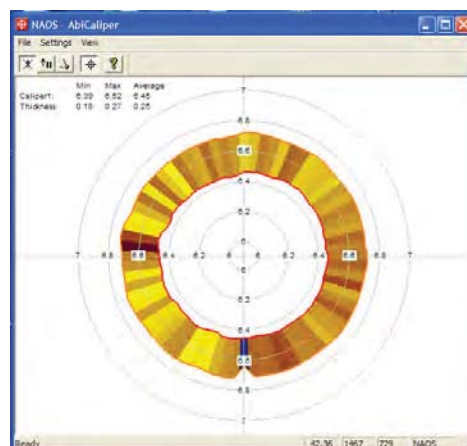 NAOS - AbiCaliper
File Settings View
Min Max Average
Caliper1: 6.39 6.52 6.45
Thickness: 0.18 0.27 0.25
7
6.8
6.6
6.4
6.2
6
7 6.8 6.6 6.4 6.2 6 6.2 6.4 6.6 6.8 7
6
6.2
6.4
6.6
6.8
7
Ready 42.36 1967 729 NAOS